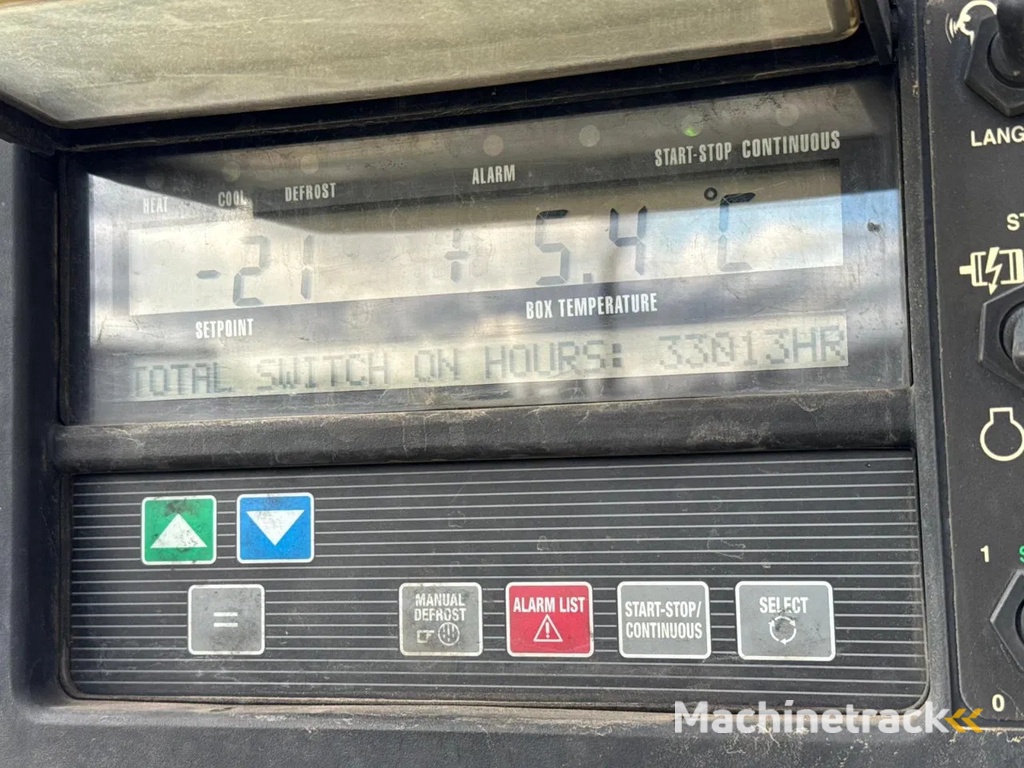 HEAT COOL DEFROST ALARM START-STOP CONTINUOUS
-21 + 5.4 °C
SETPOINT BOX TEMPERATURE
TOTAL SWITCH ON HOURS: 33013HR
MANUAL
DEFROST
ALARM LIST
START-STOP/
CONTINUOUS
SELECT
LANG
ST
1
0
Machinetrack